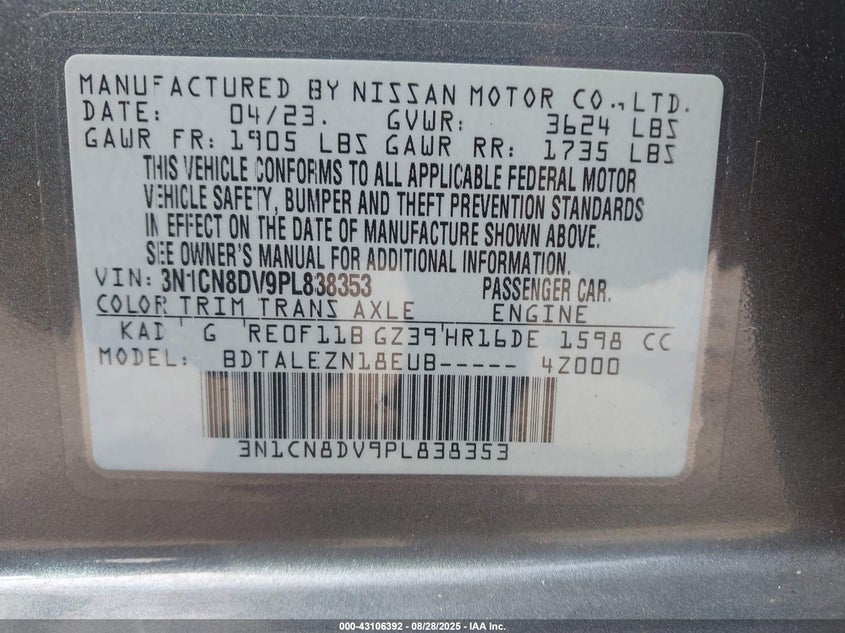 MANUFACTURED BY NISSAN MOTOR CO., LTD.
DATE: 04/23. GVWR: 3624 LBS
GAWR FR: 1905 LBS GAWR RR: 1735 LBS
THIS VEHICLE CONFORMS TO ALL APPLICABLE FEDERAL MOTOR
VEHICLE SAFETY, BUMPER AND THEFT PREVENTION STANDARDS
IN EFFECT ON THE DATE OF MANUFACTURE SHOWN ABOVE.
SEE OWNER'S MANUAL FOR ADDITIONAL INFORMATION.
VIN: 3N1CN8DV9PL838353 PASSENGER CAR.
COLOR TRIM TRANS AXLE ENGINE
KAD G RE0F11B GZ39 HR16DE 1598 CC
MODEL: BDTALEZN18EUB----- 4Z000
3N1CN8DV9PL838353
000-43106392 - 08/28/2025 - IAA Inc.